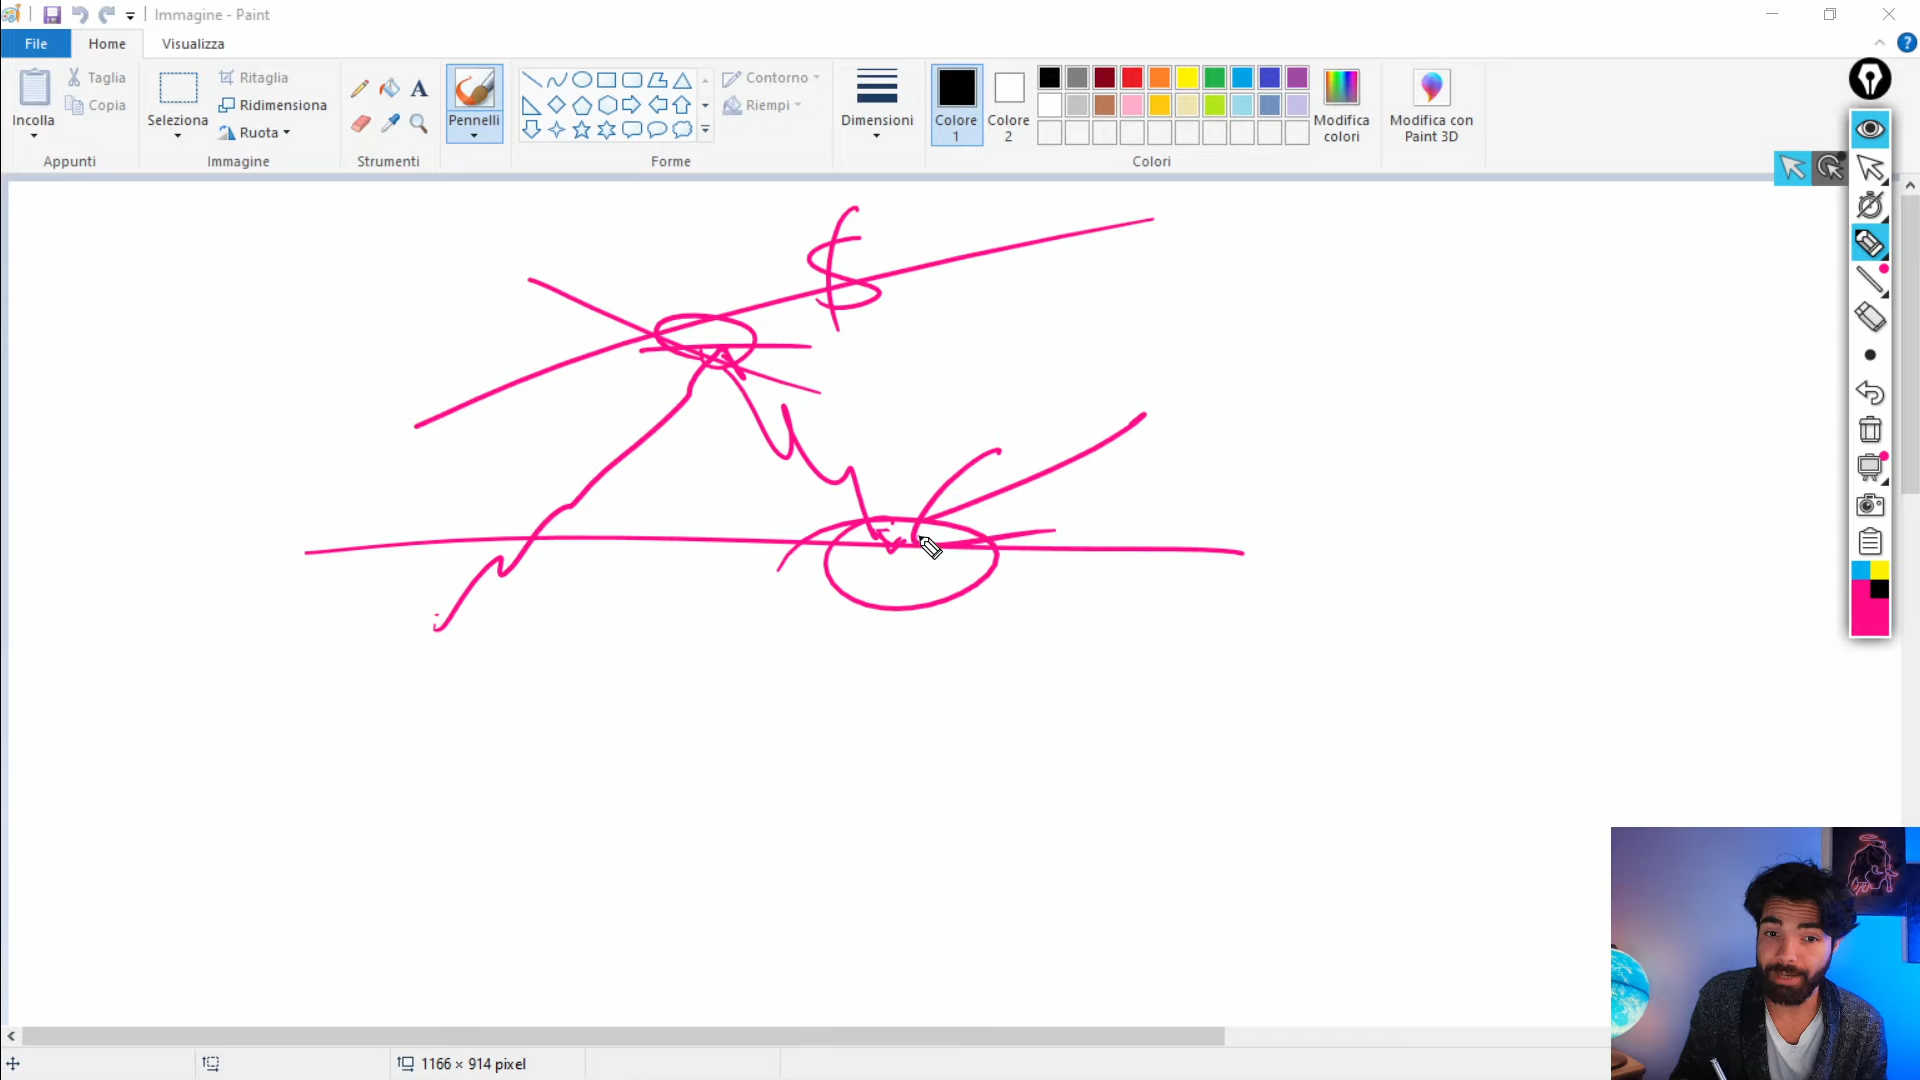 Immagine - Paint
File Home Visualizza
Incolla
Taglia
Copia
Appunti
Seleziona
Ritaglia
Ridimensiona
Ruota
Immagine
A
Strumenti
Pennelli
Contorno
Riempi
Forme
Dimensioni
Colore
1
Colore
2
Modifica
colori
Colori
Modifica con
Paint 3D
?
$
1166 × 914 pixel